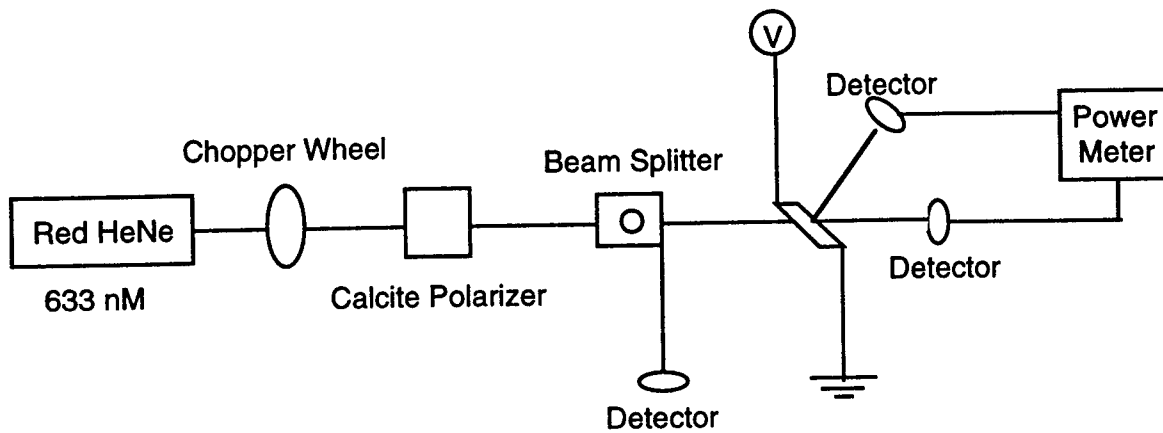 V
Detector
Power
Meter
Chopper Wheel
Beam Splitter
Red HeNe
Detector
633 nM
Calcite Polarizer
Detector